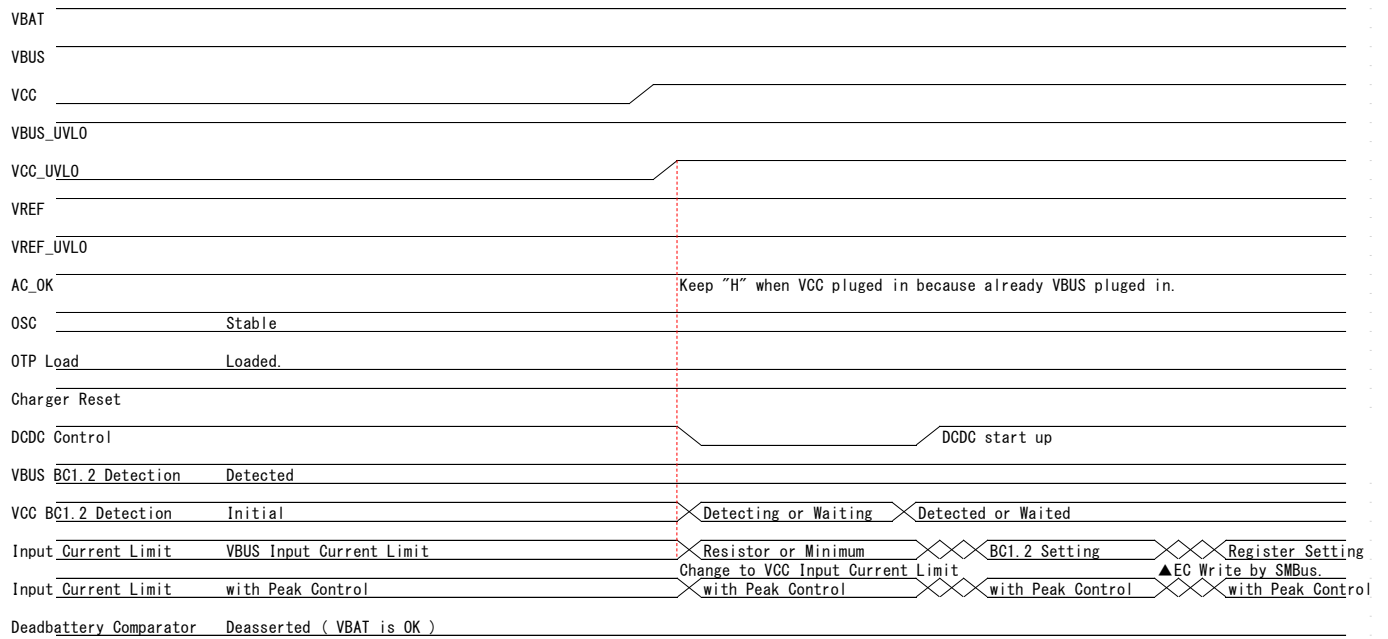 VBAT
VBUS
VCC
VBUS_UVLO
VCC_UVLO
VREF
VREF_UVLO
AC_OK Keep "H" when VCC pluged in because already VBUS pluged in.
OSC Stable
OTP Load Loaded.
Charger Reset
DCDC Control DCDC start up
VBUS BC1.2 Detection Detected
VCC BC1.2 Detection Initial Detecting or Waiting Detected or Waited
Input Current Limit VBUS Input Current Limit Resistor or Minimum BC1.2 Setting Register Setting
Change to VCC Input Current Limit ▲EC Write by SMBus.
Input Current Limit with Peak Control with Peak Control with Peak Control with Peak Control
Deadbattery Comparator Deasserted ( VBAT is OK )